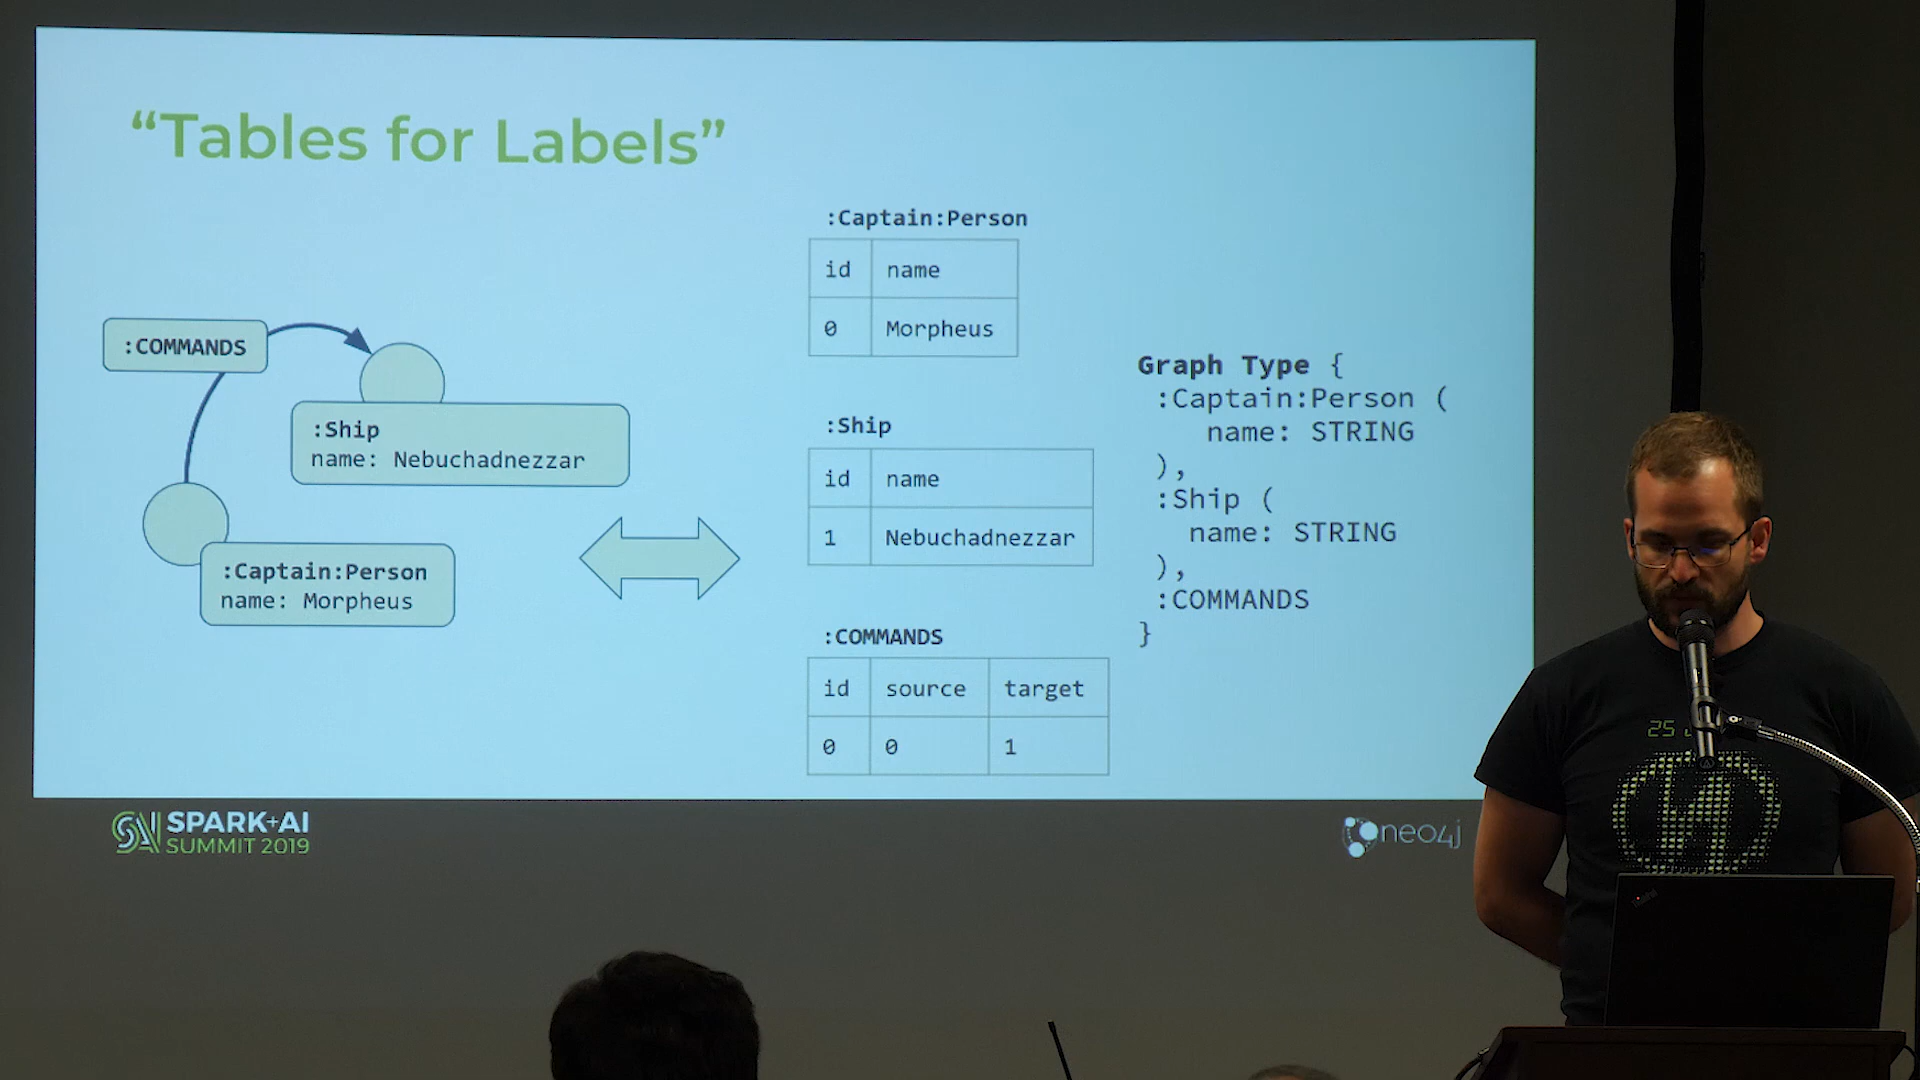 “Tables for Labels”
:COMMANDS
:Ship
name: Nebuchadnezzar
:Captain:Person
name: Morpheus
:Captain:Person
id name
0 Morpheus
:Ship
id name
1 Nebuchadnezzar
:COMMANDS
id source target
0 0 1
Graph Type {
:Captain:Person (
name: STRING
),
:Ship (
name: STRING
),
:COMMANDS
}
SPARK+AI
SUMMIT 2019
neo4j
25